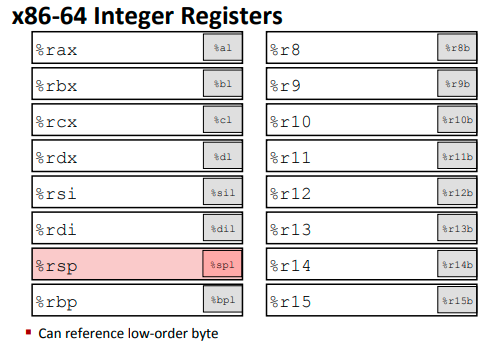 x86-64 Integer Registers
%rax %al %r8 %r8b
%rbx %bl %r9 %r9b
%rcx %cl %r10 %r10b
%rdx %dl %r11 %r11b
%rsi %sil %r12 %r12b
%rdi %dil %r13 %r13b
%rsp %spl %r14 %r14b
%rbp %bpl %r15 %r15b
▪ Can reference low-order byte